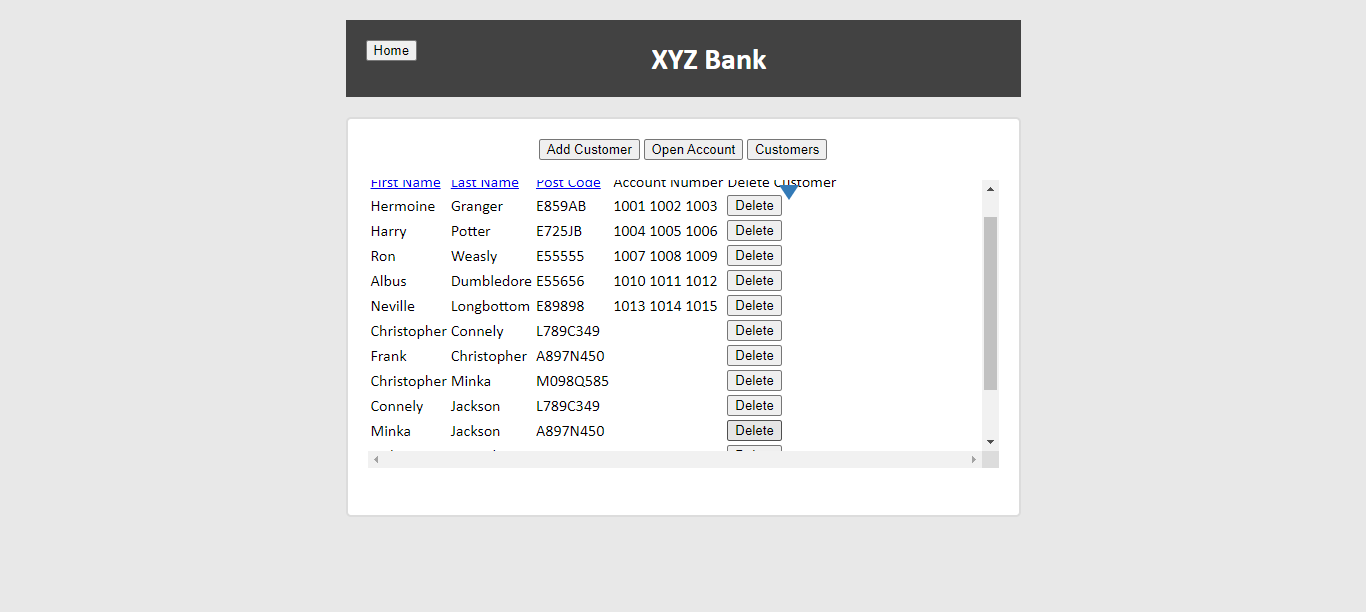 Home
XYZ Bank
Add Customer Open Account Customers
First Name Last Name Post Code Account Number Delete Customer
Hermoine Granger E859AB 1001 1002 1003 Delete
Harry Potter E725JB 1004 1005 1006 Delete
Ron Weasly E55555 1007 1008 1009 Delete
Albus Dumbledore E55656 1010 1011 1012 Delete
Neville Longbottom E89898 1013 1014 1015 Delete
Christopher Connely L789C349 Delete
Frank Christopher A897N450 Delete
Christopher Minka M098Q585 Delete
Connely Jackson L789C349 Delete
Minka Jackson A897N450 Delete